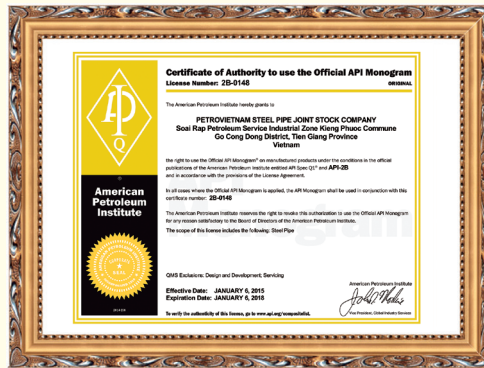 Certificate of Authority to use the Official API Monogram
License Number: 2B-0148
ORIGINAL
The American Petroleum Institute hereby grants to
PETROVIETNAM STEEL PIPE JOINT STOCK COMPANY
Soai Rap Petroleum Service Industrial Zone Kieng Phuoc Commune
Go Cong Dong District, Tien Giang Province
Vietnam
the right to use the Official API Monogram® on manufactured products under the conditions in the official
publications of the American Petroleum Institute entitled API Spec Q1® and API-2B
and in accordance with the provisions of the License Agreement.
In all cases where the Official API Monogram is applied, the API Monogram shall be used in conjunction with this
certificate number: 2B-0148
The American Petroleum Institute reserves the right to revoke this authorization to use the Official API Monogram
for any reason satisfactory to the Board of Directors of the American Petroleum Institute.
The scope of this license includes the following: Steel Pipe
QMS Exclusions: Design and Development; Servicing
Effective Date: JANUARY 6, 2015
Expiration Date: JANUARY 6, 2018
To verify the authenticity of this license, go to www.api.org/compositelist.
American Petroleum Institute
Vice President, Global Industry Services
API
Q
American
Petroleum
Institute